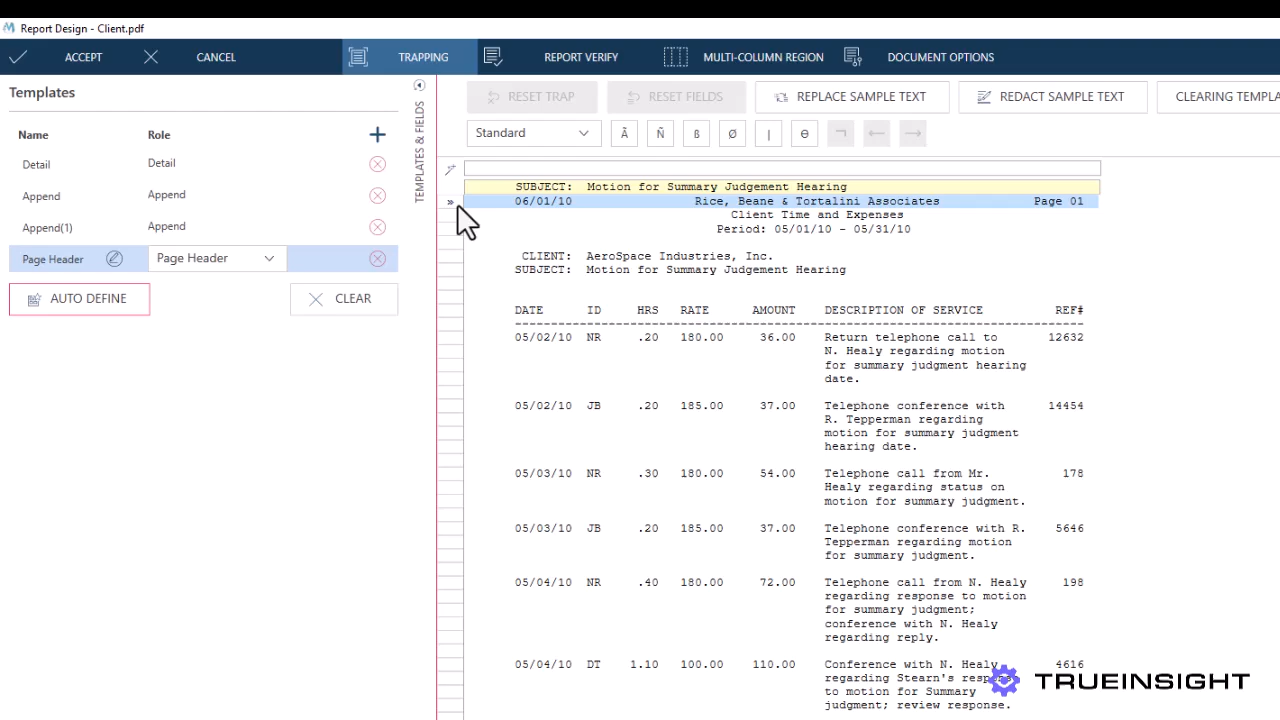 Report Design - Client.pdf
ACCEPT CANCEL TRAPPING REPORT VERIFY MULTI-COLUMN REGION DOCUMENT OPTIONS
Templates
Name Role
Detail Detail
Append Append
Append(1) Append
Page Header Page Header
AUTO DEFINE CLEAR
TEMPLATES & FIELDS
RESET TRAP RESET FIELDS REPLACE SAMPLE TEXT REDACT SAMPLE TEXT CLEARING TEMPLA
Standard Ã Ñ ß Ø | ɵ ¬ ← →
SUBJECT: Motion for Summary Judgement Hearing
» 06/01/10 Rice, Beane & Tortalini Associates Page 01
Client Time and Expenses
Period: 05/01/10 - 05/31/10
CLIENT: AeroSpace Industries, Inc.
SUBJECT: Motion for Summary Judgement Hearing
DATE ID HRS RATE AMOUNT DESCRIPTION OF SERVICE REF#
05/02/10 NR .20 180.00 36.00 Return telephone call to 12632
N. Healy regarding motion
for summary judgment hearing
date.
05/02/10 JB .20 185.00 37.00 Telephone conference with 14454
R. Tepperman regarding
motion for summary judgment
hearing date.
05/03/10 NR .30 180.00 54.00 Telephone call from Mr. 178
Healy regarding status on
motion for summary judgment.
05/03/10 JB .20 185.00 37.00 Telephone conference with R. 5646
Tepperman regarding motion
for summary judgment.
05/04/10 NR .40 180.00 72.00 Telephone call from N. Healy 198
regarding response to motion
for summary judgment;
conference with N. Healy
regarding reply.
05/04/10 DT 1.10 100.00 110.00 Conference with N. Healy 4616
regarding Stearn's response
to motion for Summary
judgment; review response.
TRUEINSIGHT